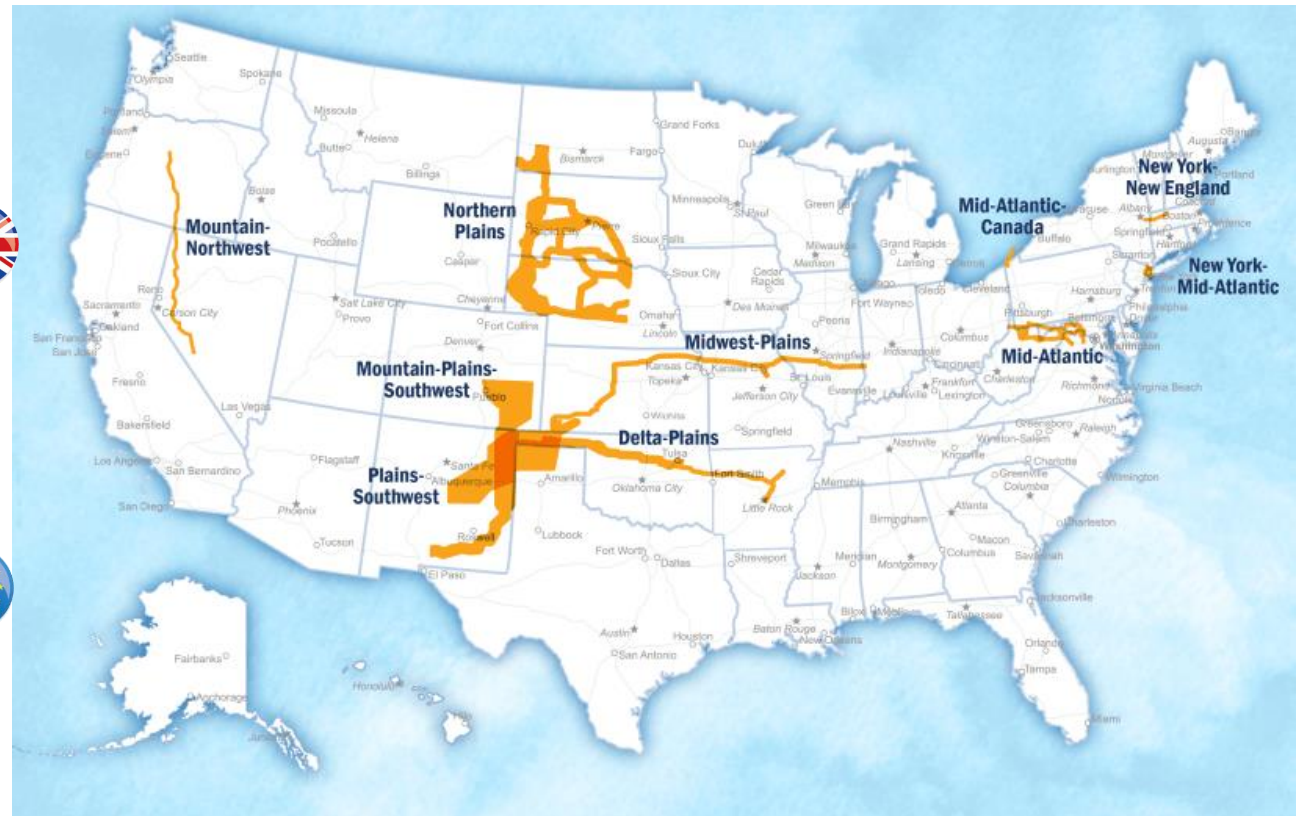 Seattle
Olympia
Spokane
Portland
Salem
Eugene
Missoula
Helena
Butte
Billings
Boise
Pocatello
Grand Forks
Fargo
Bismarck
Duluth
Minneapolis
St Paul
Mountain-
Northwest
Northern
Plains
Rapid City
Pierre
Sioux Falls
Casper
Cheyenne
Fort Collins
Denver
Salt Lake City
Provo
Reno
Carson City
Sacramento
Oakland
San Francisco
San Jose
Fresno
Bakersfield
Las Vegas
Los Angeles
San Bernardino
San Diego
Sioux City
Cedar
Rapids
Des Moines
Omaha
Lincoln
Green Bay
Milwaukee
Madison
Grand Rapids
Lansing
Detroit
Chicago
Toledo
Fort Wayne
Peoria
Springfield
Indianapolis
Cleveland
Columbus
Cincinnati
Mid-Atlantic-
Canada
New York-
New England
New York-
Mid-Atlantic
Mid-Atlantic
Burlington
Montpelier
Augusta
Bangor
Portland
Concord
Albany
Boston
Springfield
Providence
Hartford
Syracuse
Buffalo
Scranton
Trenton
Philadelphia
Harrisburg
Pittsburgh
Baltimore
Washington
Charleston
Richmond
Virginia Beach
Norfolk
Midwest-Plains
Kansas City
Kansas City
Topeka
St. Louis
Jefferson City
Evansville
Louisville
Frankfort
Lexington
Wichita
Springfield
Mountain-Plains-
Southwest
Pueblo
Delta-Plains
Tulsa
Plains-
Southwest
Santa Fe
Albuquerque
Amarillo
Oklahoma City
Fort Smith
Little Rock
Memphis
Nashville
Knoxville
Winston-Salem
Greensboro
Raleigh
Charlotte
Greenville
Columbia
Wilmington
Charleston
Flagstaff
Phoenix
Tucson
Roswell
Lubbock
El Paso
Fort Worth
Dallas
Shreveport
Jackson
Meridian
Birmingham
Montgomery
Atlanta
Macon
Columbus
Savannah
Jacksonville
Tallahassee
Mobile
Biloxi
Baton Rouge
New Orleans
Austin
Houston
San Antonio
Orlando
Tampa
Miami
Fairbanks
Anchorage
Juneau
Honolulu
Hilo